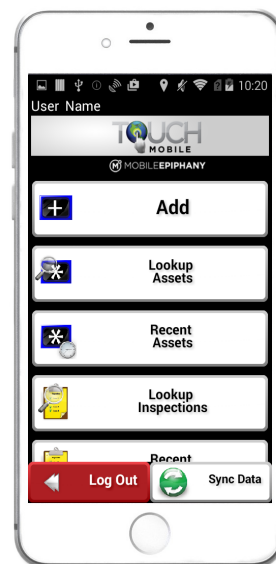 10:20
User Name
TOUCH
MOBILE
M MOBILEEPIPHANY
Add
Lookup
Assets
Recent
Assets
Lookup
Inspections
Recent
Log Out
Sync Data